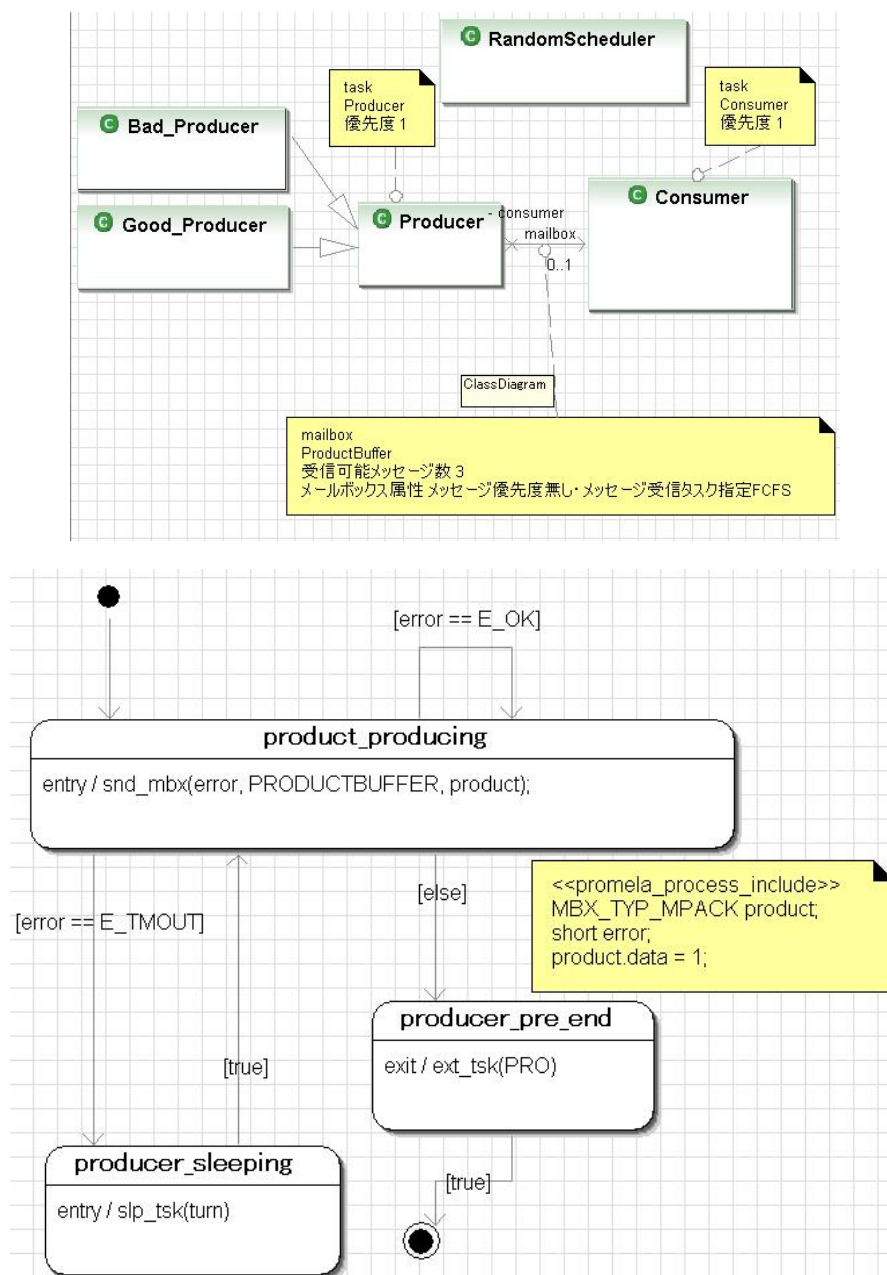 RandomScheduler
task
Producer
優先度 1
task
Consumer
優先度 1
Bad_Producer
Good_Producer
Producer
- consumer
mailbox
0..1
Consumer
ClassDiagram
mailbox
ProductBuffer
受信可能メッセージ数 3
メールボックス属性 メッセージ優先度無し・メッセージ受信タスク指定FCFS
[error == E_OK]
product_producing
entry / snd_mbx(error, PRODUCTBUFFER, product);
[error == E_TMOUT]
[else]
<<promela_process_include>>
MBX_TYP_MPACK product;
short error;
product.data = 1;
[true]
producer_pre_end
exit / ext_tsk(PRO)
producer_sleeping
entry / slp_tsk(turn)
[true]